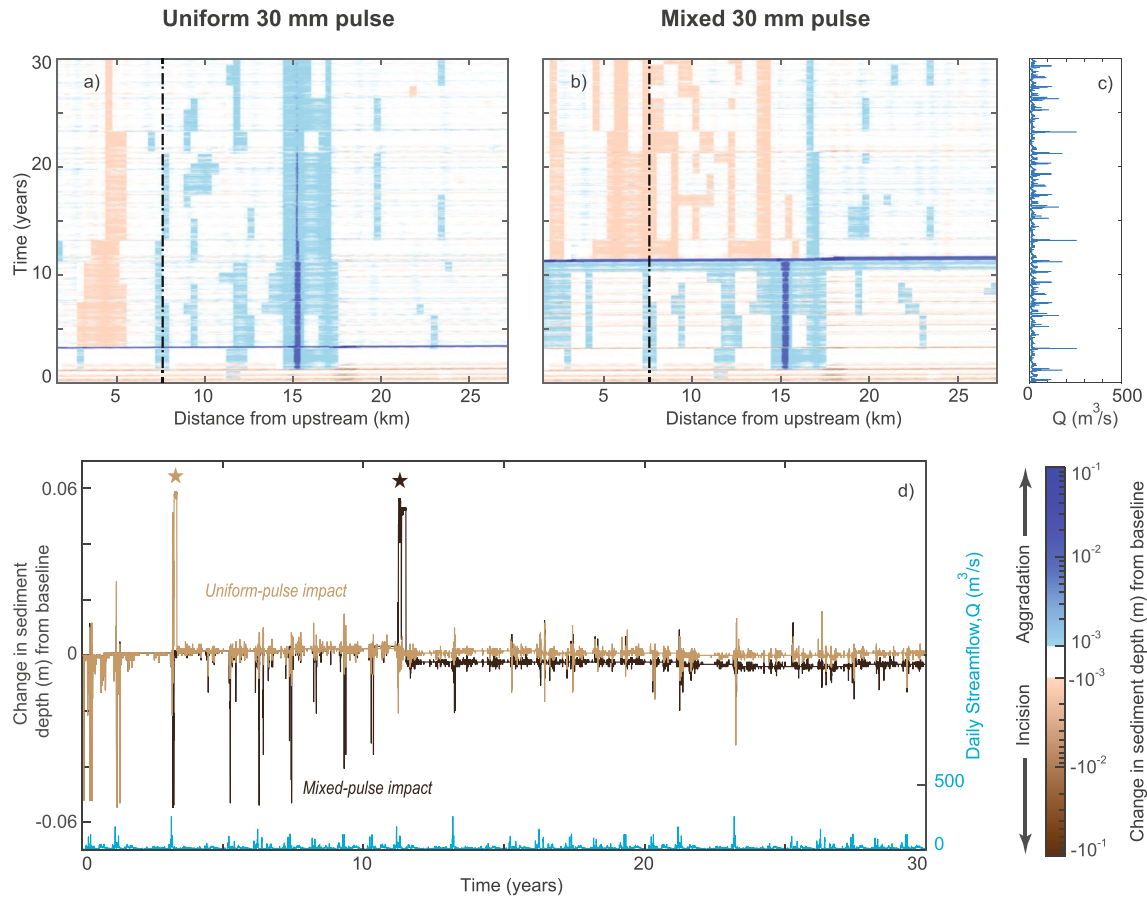 Uniform 30 mm pulse
Mixed 30 mm pulse
a)
b)
c)
30
20
10
0
Time (years)
5
10
15
20
25
5
10
15
20
25
0
500
Distance from upstream (km)
Distance from upstream (km)
Q (m³/s)
d)
0.06
0
-0.06
Change in sediment
depth (m) from baseline
Uniform-pulse impact
Mixed-pulse impact
500
0
Daily Streamflow,Q (m³/s)
0
10
20
30
Time (years)
Aggradation
Incision
10⁻¹
10⁻²
10⁻³
-10⁻³
-10⁻²
-10⁻¹
Change in sediment depth (m) from baseline